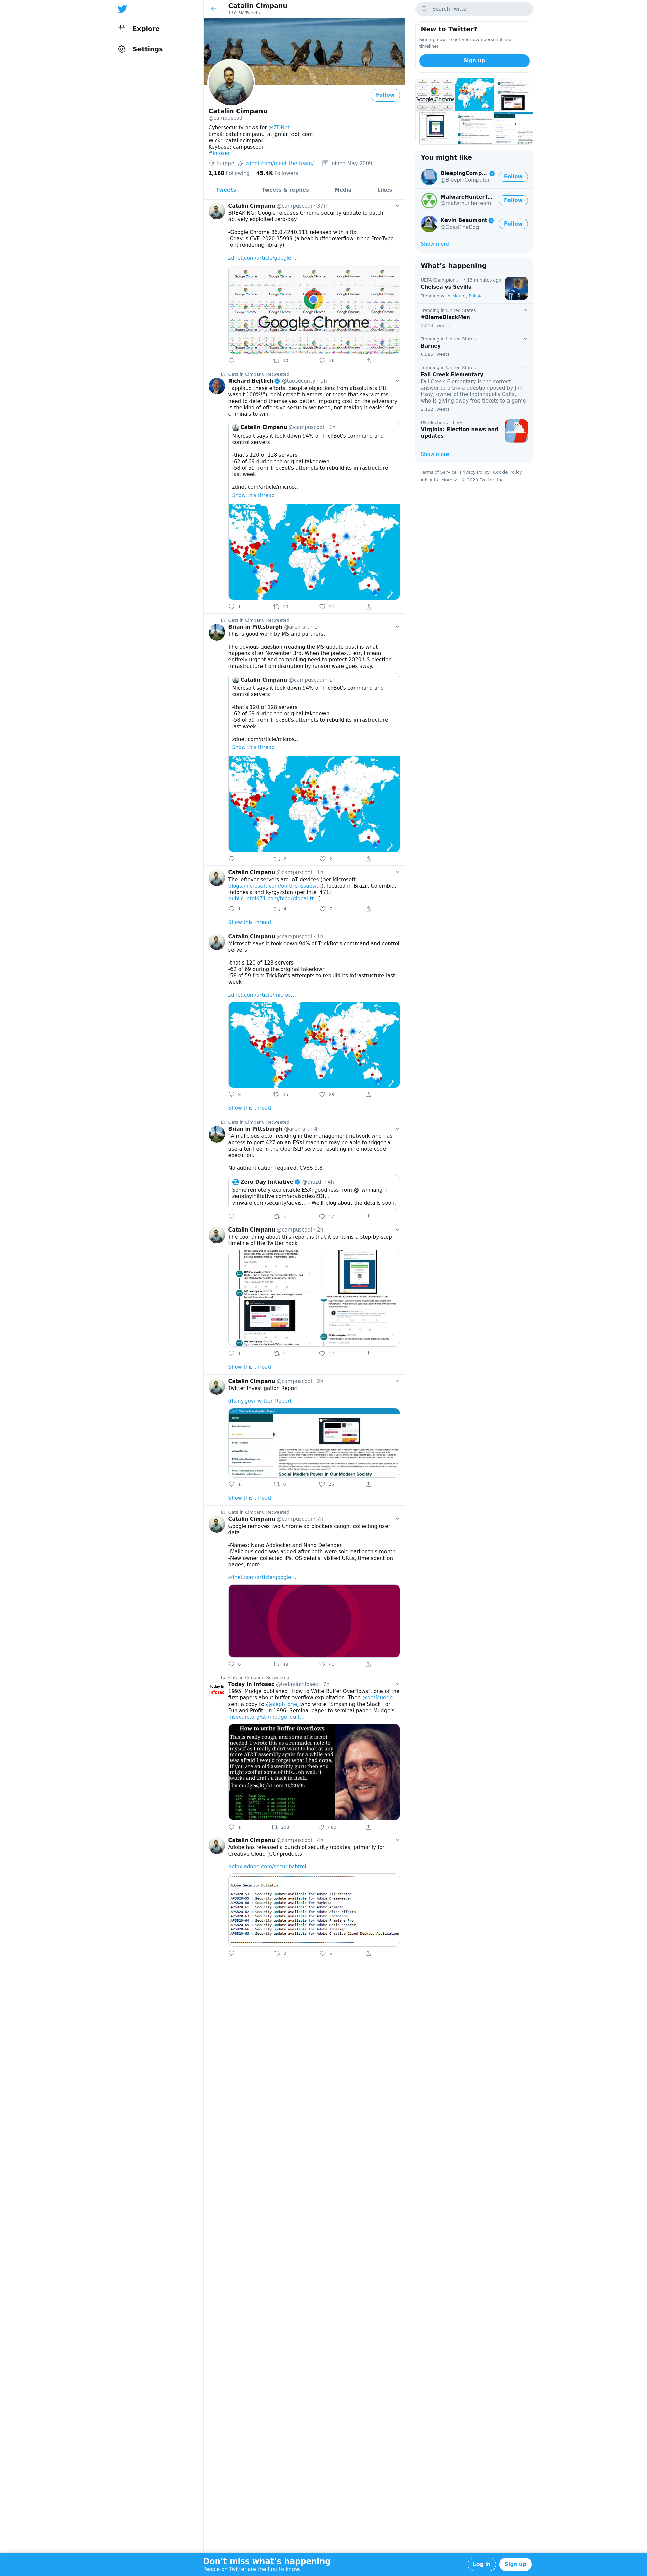 Explore
Settings
Catalin Cimpanu
110.5K Tweets
Follow
Catalin Cimpanu
@campuscodi
Cybersecurity news for @ZDNet
Email: catalincimpanu_at_gmail_dot_com
Wickr: catalincimpanu
Keybase: campuscodi
#infosec
Europe zdnet.com/meet-the-team/... Joined May 2009
1,168 Following 45.4K Followers
Tweets Tweets & replies Media Likes
Catalin Cimpanu @campuscodi · 37m
BREAKING: Google releases Chrome security update to patch
actively exploited zero-day
-Google Chrome 86.0.4240.111 released with a fix
-0day is CVE-2020-15999 (a heap buffer overflow in the FreeType
font rendering library)
zdnet.com/article/google...
Google Chrome
30 36
Catalin Cimpanu Retweeted
Richard Bejtlich @taosecurity · 1h
I applaud these efforts, despite objections from absolutists ("it
wasn't 100%!"), or Microsoft-blamers, or those that say victims
need to defend themselves better. Imposing cost on the adversary
is the kind of offensive security we need, not making it easier for
criminals to win.
Catalin Cimpanu @campuscodi · 1h
Microsoft says it took down 94% of TrickBot's command and
control servers
-that's 120 of 128 servers
-62 of 69 during the original takedown
-58 of 59 from TrickBot's attempts to rebuild its infrastructure
last week
zdnet.com/article/micros...
Show this thread
1 10 21
Catalin Cimpanu Retweeted
Brian in Pittsburgh @arekfurt · 1h
This is good work by MS and partners.
The obvious question (reading the MS update post) is what
happens after November 3rd. When the pretex... err, I mean
entirely urgent and compelling need to protect 2020 US election
infrastructure from disruption by ransomware goes away.
Catalin Cimpanu @campuscodi · 1h
Microsoft says it took down 94% of TrickBot's command and
control servers
-that's 120 of 128 servers
-62 of 69 during the original takedown
-58 of 59 from TrickBot's attempts to rebuild its infrastructure
last week
zdnet.com/article/micros...
Show this thread
2 2
Catalin Cimpanu @campuscodi · 1h
The leftover servers are IoT devices (per Microsoft:
blogs.microsoft.com/on-the-issues/...), located in Brazil, Colombia,
Indonesia and Kyrgyzstan (per Intel 471:
public.intel471.com/blog/global-tr...)
1 4 7
Show this thread
Catalin Cimpanu @campuscodi · 1h
Microsoft says it took down 94% of TrickBot's command and control
servers
-that's 120 of 128 servers
-62 of 69 during the original takedown
-58 of 59 from TrickBot's attempts to rebuild its infrastructure last
week
zdnet.com/article/micros...
6 35 89
Show this thread
Catalin Cimpanu Retweeted
Brian in Pittsburgh @arekfurt · 4h
"A malicious actor residing in the management network who has
access to port 427 on an ESXi machine may be able to trigger a
use-after-free in the OpenSLP service resulting in remote code
execution."
No authentication required. CVSS 9.8.
Zero Day Initiative @thezdi · 4h
Some remotely exploitable ESXi goodness from @_wmliang_:
zerodayinitiative.com/advisories/ZDI...
vmware.com/security/advis... - We'll blog about the details soon.
5 17
Catalin Cimpanu @campuscodi · 2h
The cool thing about this report is that it contains a step-by-step
timeline of the Twitter hack
1 2 12
Show this thread
Catalin Cimpanu @campuscodi · 2h
Twitter Investigation Report
dfs.ny.gov/Twitter_Report
Twitter Investigation Report
Social Media's Power In Our Modern Society
1 8 25
Show this thread
Catalin Cimpanu Retweeted
Catalin Cimpanu @campuscodi · 7h
Google removes two Chrome ad blockers caught collecting user
data
-Names: Nano Adblocker and Nano Defender
-Malicious code was added after both were sold earlier this month
-New owner collected IPs, OS details, visited URLs, time spent on
pages, more
zdnet.com/article/google...
6 48 43
Catalin Cimpanu Retweeted
Today In Infosec @todayininfosec · 7h
1995: Mudge published "How to Write Buffer Overflows", one of the
first papers about buffer overflow exploitation. Then @dotMudge
sent a copy to @aleph_one, who wrote "Smashing the Stack For
Fun and Profit" in 1996. Seminal paper to seminal paper. Mudge's:
insecure.org/stf/mudge_buff...
How to write Buffer Overflows
This is really rough, and some of it is not
needed. I wrote this as a reminder note to
myself as I really didn't want to look at any
more AT&T assembly again for a while and
was afraid I would forget what I had done.
If you are an old assembly guru then you
might scoff at some of this... oh well, it
works and that's a hack in itself.
-by mudge@l0pht.com 10/20/95
1 208 480
Catalin Cimpanu @campuscodi · 4h
Adobe has released a bunch of security updates, primarily for
Creative Cloud (CC) products
helpx.adobe.com/security.html
Adobe Security Bulletin:
APSB20-53 : Security update available for Adobe Illustrator
APSB20-55 : Security update available for Adobe Dreamweaver
APSB20-60 : Security update available for Marketo
APSB20-61 : Security update available for Adobe Animate
APSB20-62 : Security update available for Adobe After Effects
APSB20-63 : Security update available for Adobe Photoshop
APSB20-64 : Security update available for Adobe Premiere Pro
APSB20-65 : Security update available for Adobe Media Encoder
APSB20-66 : Security update available for Adobe InDesign
APSB20-68 : Security update available for Adobe Creative Cloud Desktop Application
3 6
Search Twitter
New to Twitter?
Sign up now to get your own personalized
timeline!
Sign up
You might like
BleepingComp...
@BleepinComputer
Follow
MalwareHunterT...
@malwrhunterteam
Follow
Kevin Beaumont
@GossiTheDog
Follow
Show more
What's happening
UEFA Champion... · 13 minutes ago
Chelsea vs Sevilla
Trending with Mount, Pulisic
Trending in United States
#BlameBlackMen
3,214 Tweets
Trending in United States
Barney
6,585 Tweets
Trending in United States
Fall Creek Elementary
Fall Creek Elementary is the correct
answer to a trivia question posed by Jim
Irsay, owner of the Indianapolis Colts,
who is giving away free tickets to a game
2,122 Tweets
US elections · LIVE
Virginia: Election news and
updates
Show more
Terms of Service Privacy Policy Cookie Policy
Ads info More © 2020 Twitter, Inc.
Don't miss what's happening
People on Twitter are the first to know.
Log in
Sign up